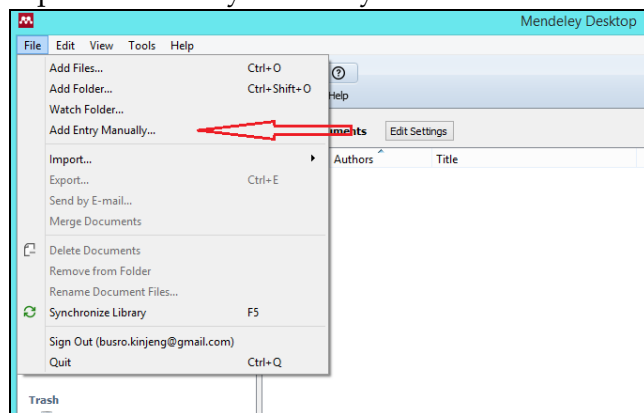 Mendeley Desktop
File Edit View Tools Help
Add Files... Ctrl+O
Add Folder... Ctrl+Shift+O
Help
Watch Folder...
Add Entry Manually...
Edit Settings
Import...
Authors Title
Export... Ctrl+E
Send by E-mail...
Merge Documents
Delete Documents
Remove from Folder
Rename Document Files...
Synchronize Library F5
Sign Out (busro.kinjeng@gmail.com)
Quit Ctrl+Q
Trash